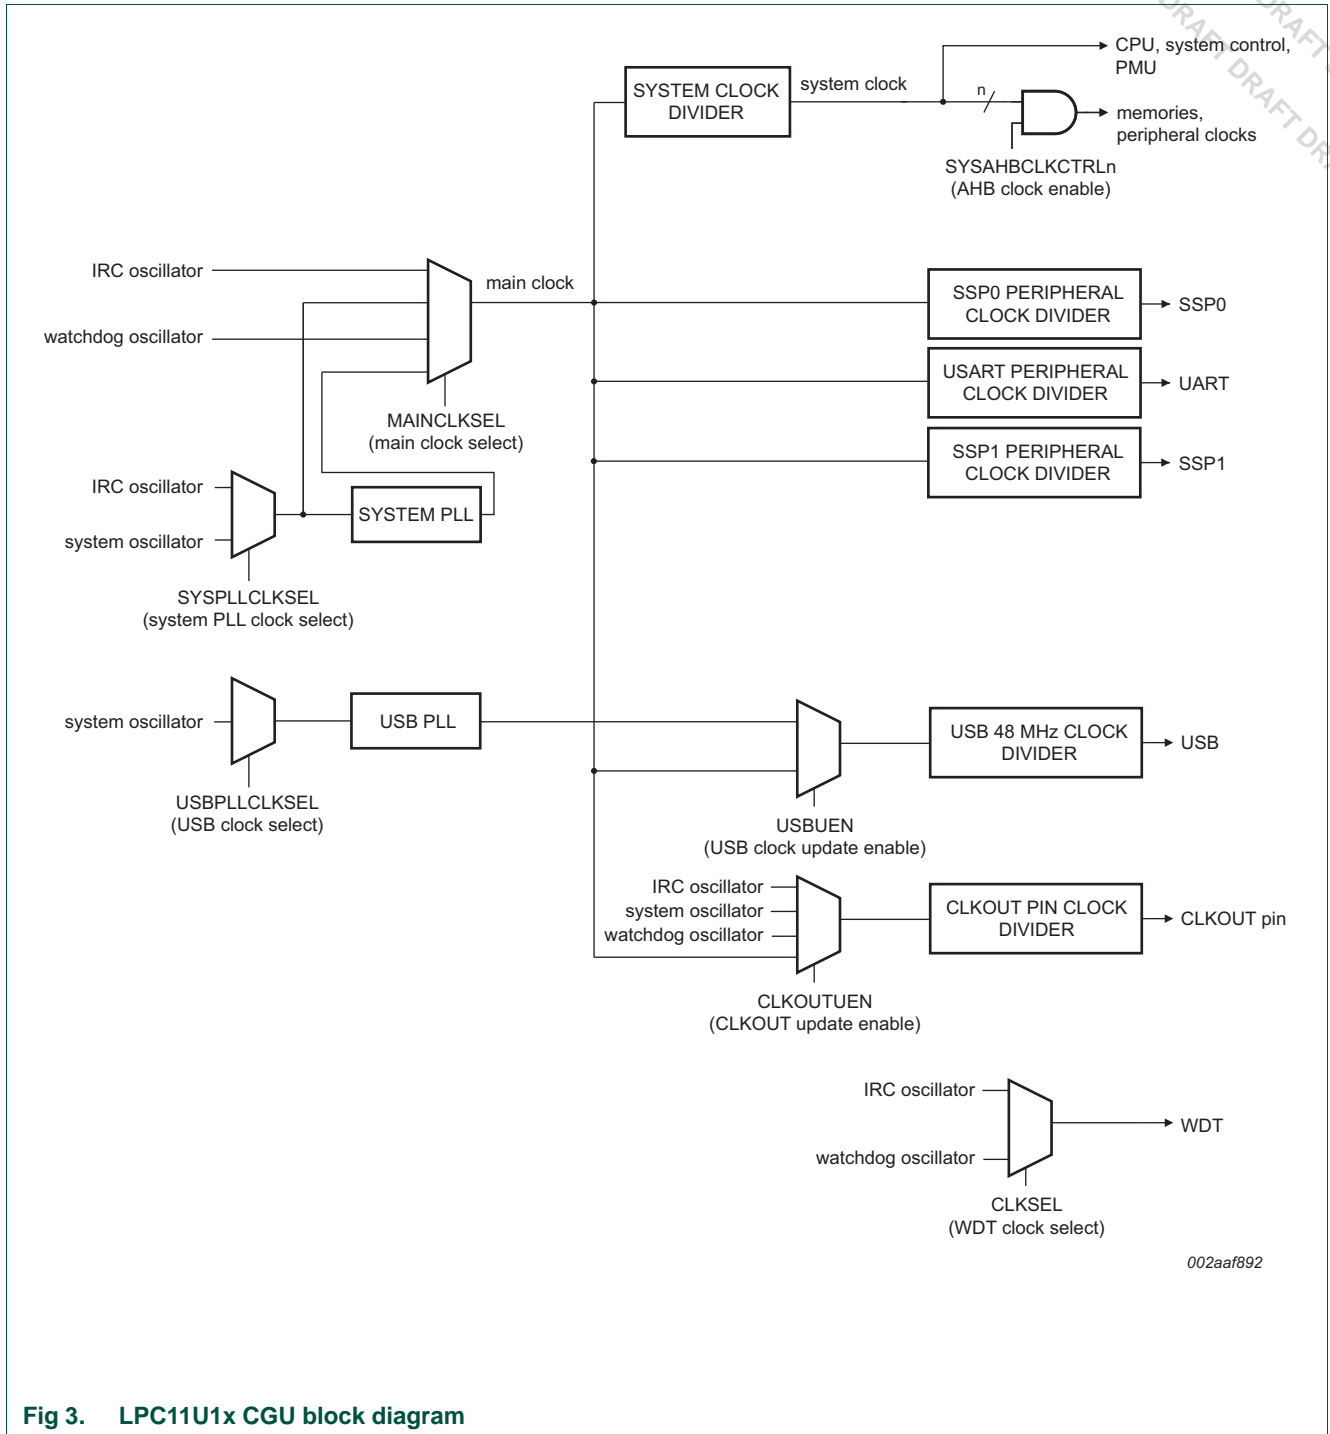 DRAFT DRAFT DRAFT DR
DRAFT
CPU, system control,
PMU
SYSTEM CLOCK
DIVIDER
system clock
n
memories,
peripheral clocks
SYSAHBCLKCTRLn
(AHB clock enable)
IRC oscillator
main clock
watchdog oscillator
MAINCLKSEL
(main clock select)
SSP0 PERIPHERAL
CLOCK DIVIDER
SSP0
USART PERIPHERAL
CLOCK DIVIDER
UART
SSP1 PERIPHERAL
CLOCK DIVIDER
SSP1
IRC oscillator
system oscillator
SYSTEM PLL
SYSPLLCLKSEL
(system PLL clock select)
system oscillator
USB PLL
USBPLLCLKSEL
(USB clock select)
USB 48 MHz CLOCK
DIVIDER
USB
USBUEN
(USB clock update enable)
IRC oscillator
system oscillator
watchdog oscillator
CLKOUT PIN CLOCK
DIVIDER
CLKOUT pin
CLKOUTUEN
(CLKOUT update enable)
IRC oscillator
watchdog oscillator
WDT
CLKSEL
(WDT clock select)
002aaf892
Fig 3. LPC11U1x CGU block diagram